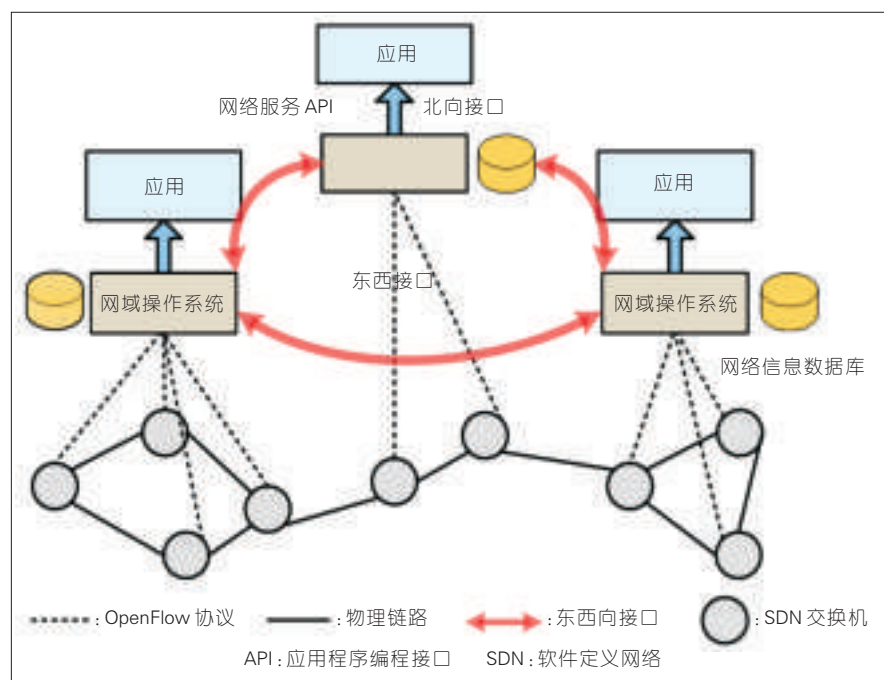 应用
网络服务 API
北向接口
应用
应用
东西接口
网域操作系统
网域操作系统
网络信息数据库
: OpenFlow 协议
: 物理链路
: 东西向接口
: SDN 交换机
API : 应用程序编程接口
SDN : 软件定义网络